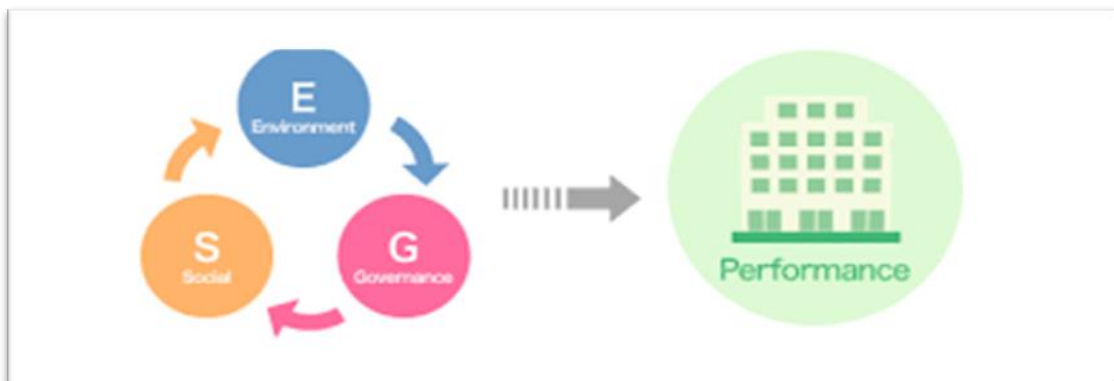 E
Environment
S
Social
G
Governance
Performance